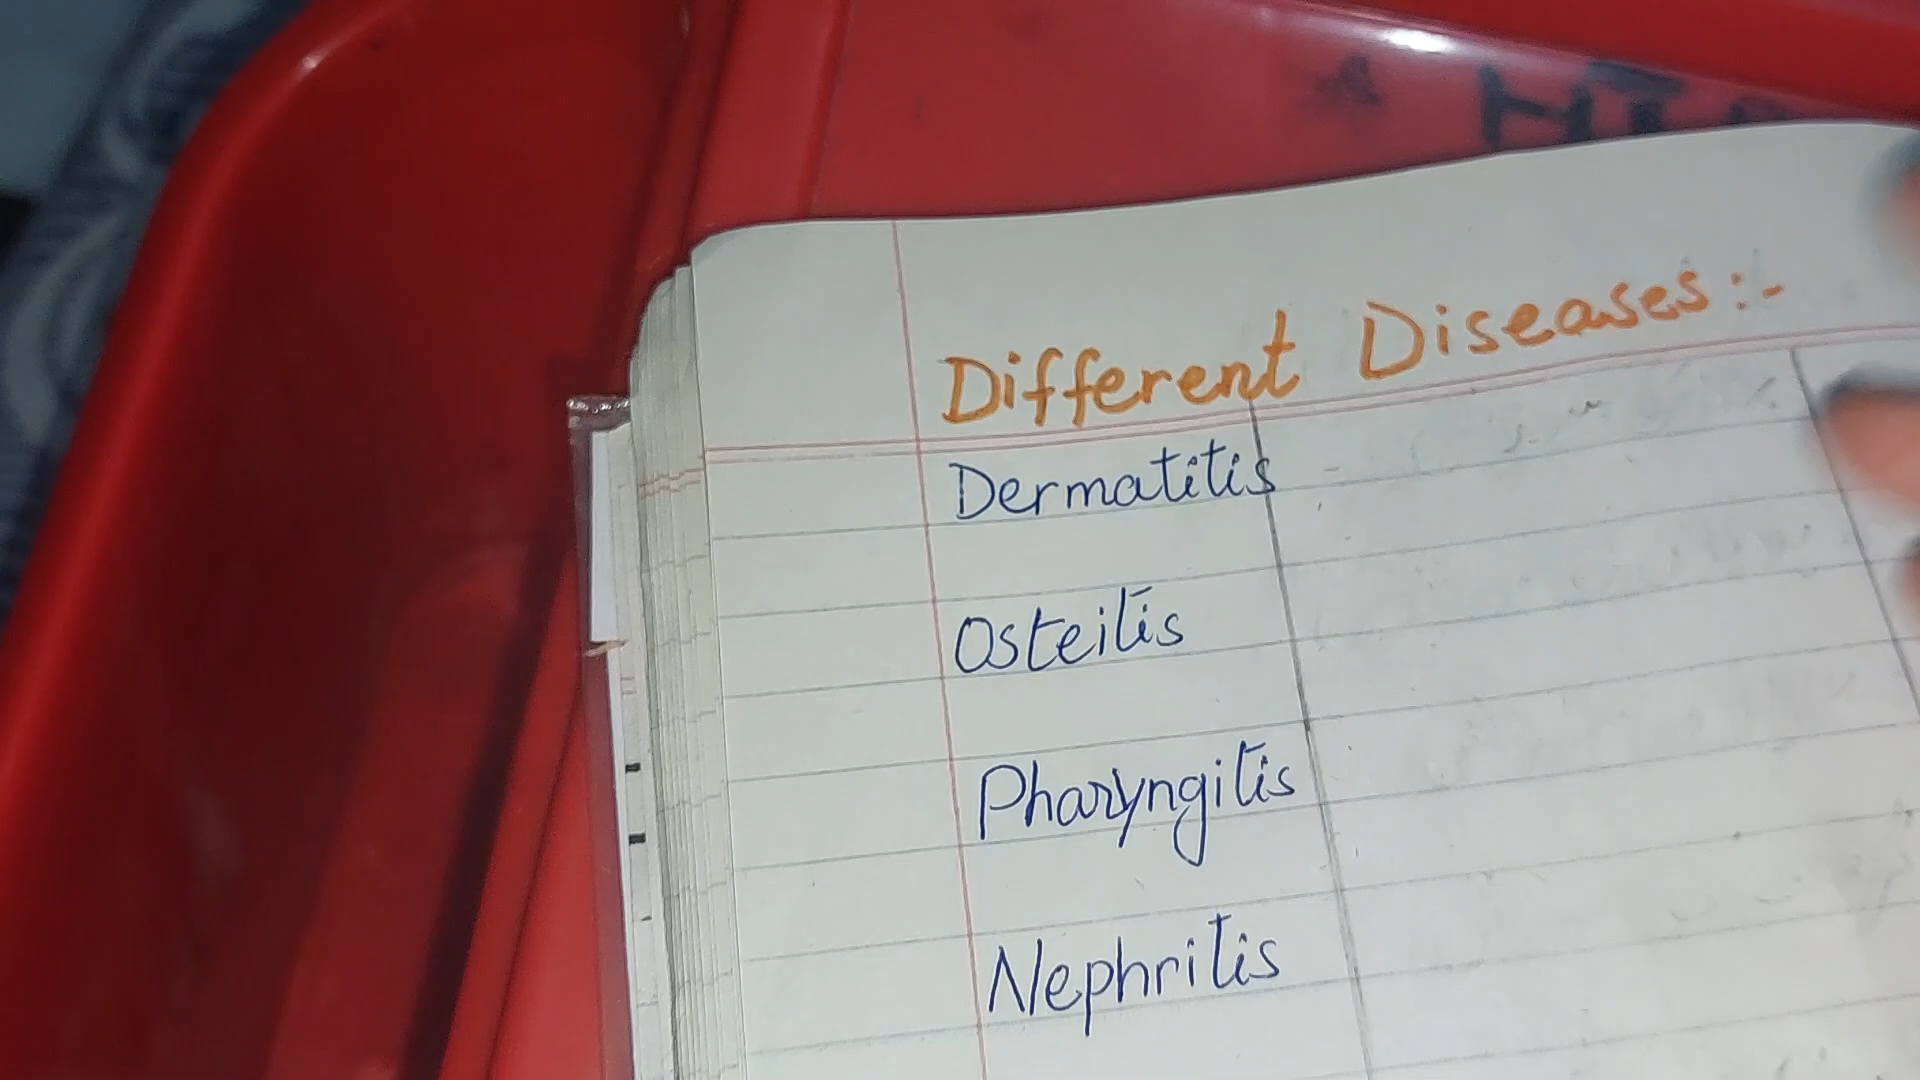 Different Diseases:-
Dermatitis
Osteitis
Pharyngitis
Nephritis